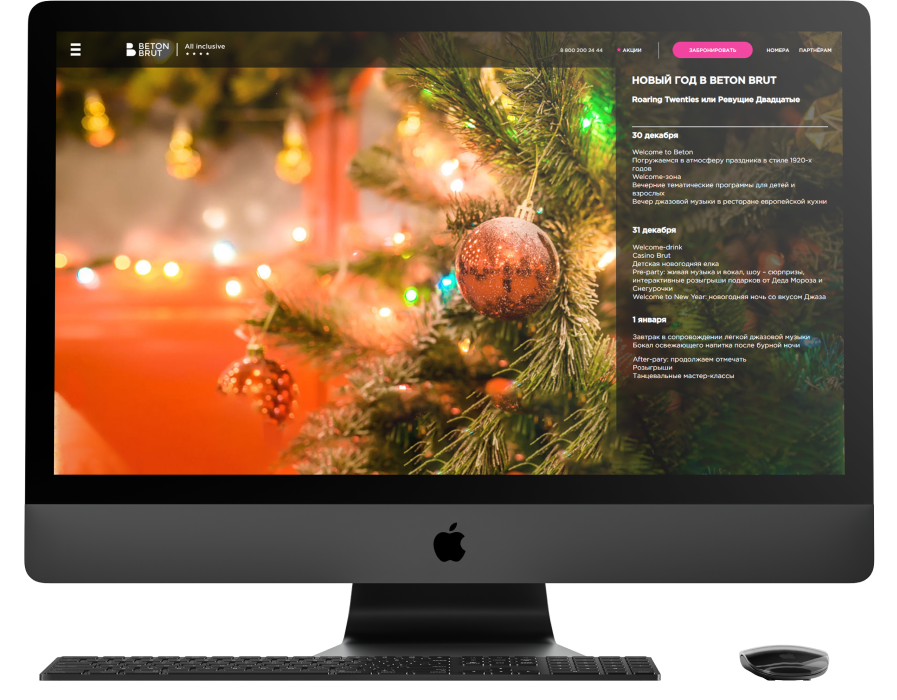 BETON BRUT
All inclusive
8 800 200 34 44
АКЦИИ
ЗАБРОНИРОВАТЬ
НОМЕРА
ПАРТНЁРАМ
НОВЫЙ ГОД В BETON BRUT
Roaring Twenties или Ревущие Двадцатые
30 декабря
Welcome to Beton
Погружаемся в атмосферу праздника в стиле 1920-х
годов
Welcome-зона
Вечерние тематические программы для детей и
взрослых
Вечер джазовой музыки в ресторане европейской кухни
31 декабря
Welcome-drink
Casino Brut
Детская новогодняя елка
Pre-party: живая музыка и вокал, шоу – сюрпризы,
интерактивные розыгрыши подарков от Деда Мороза и
Снегурочки
Welcome to New Year: новогодняя ночь со вкусом Джаза
1 января
Завтрак в сопровождении легкой джазовой музыки
Бокал освежающего напитка после бурной ночи
After-pary: продолжаем отмечать
Розыгрыши
Танцевальные мастер-классы